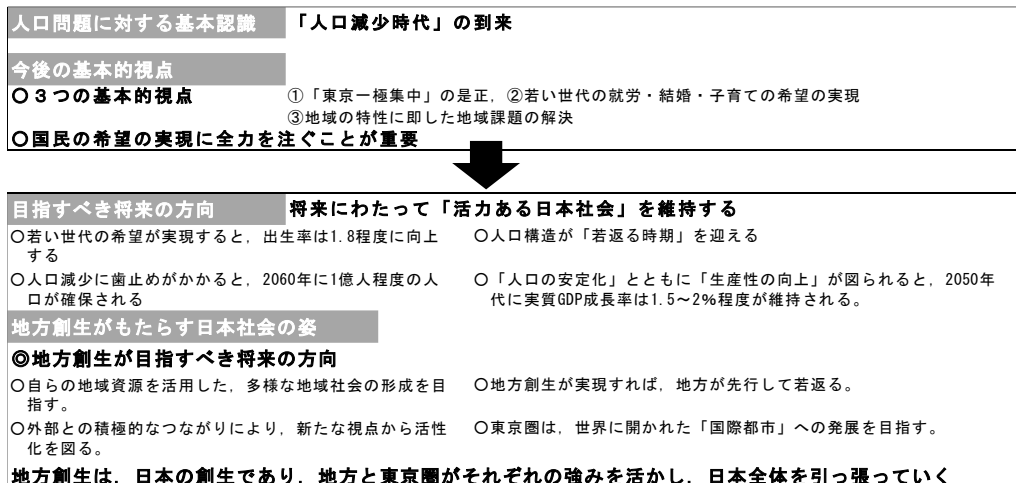 人口問題に対する基本認識 「人口減少時代」の到来
今後の基本的視点
〇３つの基本的視点 ①「東京一極集中」の是正，②若い世代の就労・結婚・子育ての希望の実現
③地域の特性に即した地域課題の解決
〇国民の希望の実現に全力を注ぐことが重要
目指すべき将来の方向 将来にわたって「活力ある日本社会」を維持する
〇若い世代の希望が実現すると，出生率は1.8程度に向上
する
〇人口構造が「若返る時期」を迎える
〇人口減少に歯止めがかかると，2060年に1億人程度の人
口が確保される
〇「人口の安定化」とともに「生産性の向上」が図られると，2050年
代に実質GDP成長率は1.5～2%程度が維持される。
地方創生がもたらす日本社会の姿
◎地方創生が目指すべき将来の方向
〇自らの地域資源を活用した，多様な地域社会の形成を目
指す。
〇地方創生が実現すれば，地方が先行して若返る。
〇外部との積極的なつながりにより，新たな視点から活性
化を図る。
〇東京圏は，世界に開かれた「国際都市」への発展を目指す。
地方創生は，日本の創生であり，地方と東京圏がそれぞれの強みを活かし，日本全体を引っ張っていく